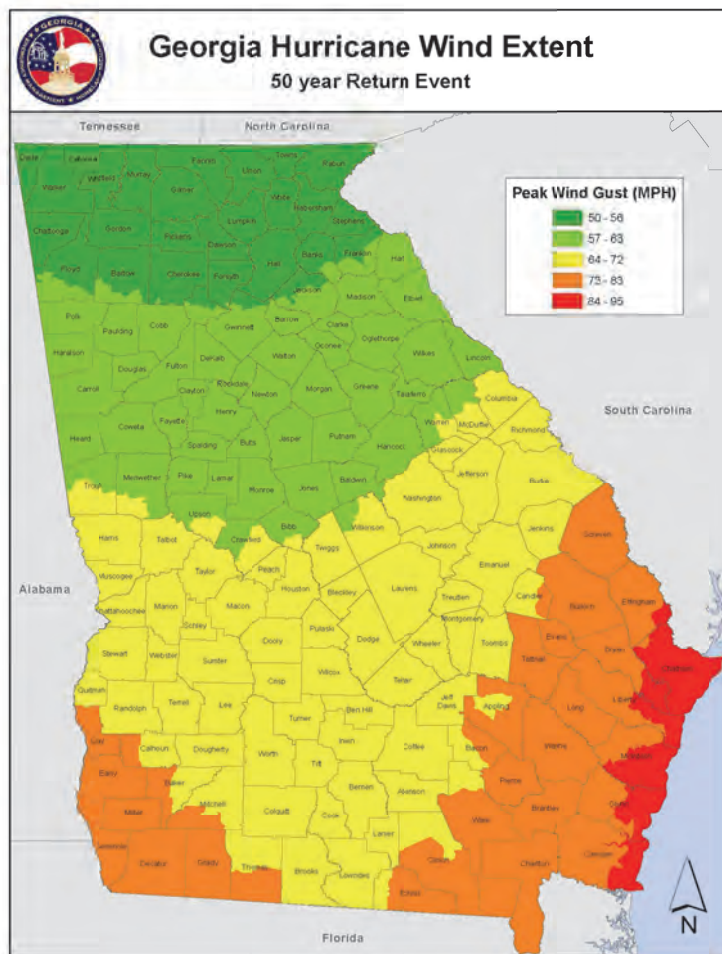 GEORGIA
Georgia Hurricane Wind Extent
50 year Return Event
Tennessee
North Carolina
Peak Wind Gust (MPH)
50 - 56
57 - 63
64 - 72
73 - 83
84 - 95
Towns
Rabun
Union
Murray
Whitfield
Walker
Gilmer
White
Habersham
Lumpkin
Stephens
Chattooga
Gordon
Pickens
Dawson
Banks
Franklin
Hart
Floyd
Bartow
Cherokee
Forsyth
Hall
Jackson
Madison
Elbert
Polk
Paulding
Cobb
Gwinnett
Barrow
Clarke
Oglethorpe
Oconee
Wilkes
Lincoln
Haralson
Douglas
Fulton
DeKalb
Walton
Rockdale
Carroll
Clayton
Newton
Morgan
Greene
Taliaferro
Columbia
Henry
Fayette
Coweta
Warren
McDuffie
Richmond
South Carolina
Heard
Spalding
Butts
Jasper
Putnam
Hancock
Glascock
Jefferson
Burke
Troup
Meriwether
Pike
Lamar
Monroe
Jones
Baldwin
Washington
Upson
Bibb
Wilkinson
Crawford
Jenkins
Screven
Harris
Talbot
Twiggs
Johnson
Emanuel
Taylor
Peach
Houston
Bleckley
Laurens
Muscogee
Alabama
Chattahoochee
Marion
Macon
Treutlen
Candler
Bulloch
Effingham
Schley
Pulaski
Montgomery
Dooly
Dodge
Wheeler
Toombs
Evans
Bryan
Stewart
Webster
Sumter
Tattnall
Chatham
Crisp
Wilcox
Telfair
Quitman
Randolph
Terrell
Lee
Jeff
Davis
Appling
Long
Liberty
Turner
Ben Hill
Clay
Calhoun
Dougherty
Worth
Irwin
Coffee
Bacon
Wayne
McIntosh
Early
Tift
Baker
Pierce
Miller
Mitchell
Colquitt
Berrien
Atkinson
Cook
Ware
Brantley
Glynn
Lanier
Seminole
Decatur
Grady
Thomas
Brooks
Lowndes
Clinch
Charlton
Camden
Echols
Florida
N